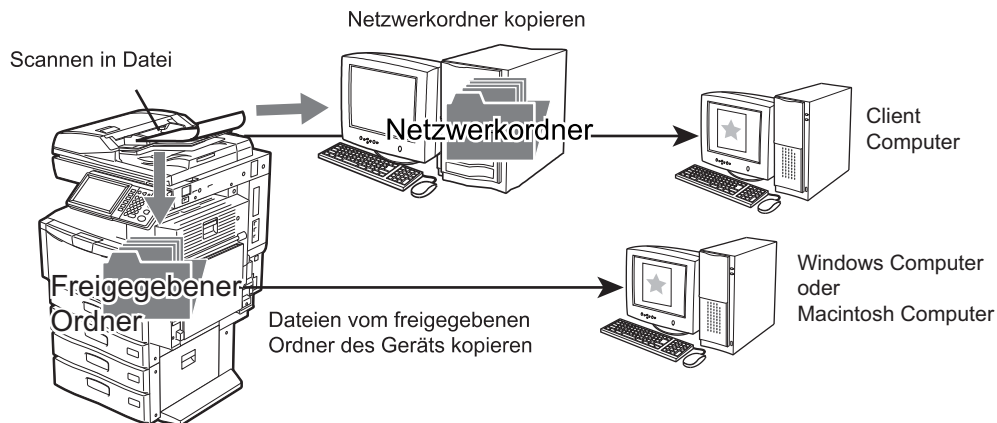 Netzwerkordner kopieren
Scannen in Datei
Netzwerkordner
Client
Computer
Freigegebener
Ordner
Dateien vom freigegebenen
Ordner des Geräts kopieren
Windows Computer
oder
Macintosh Computer